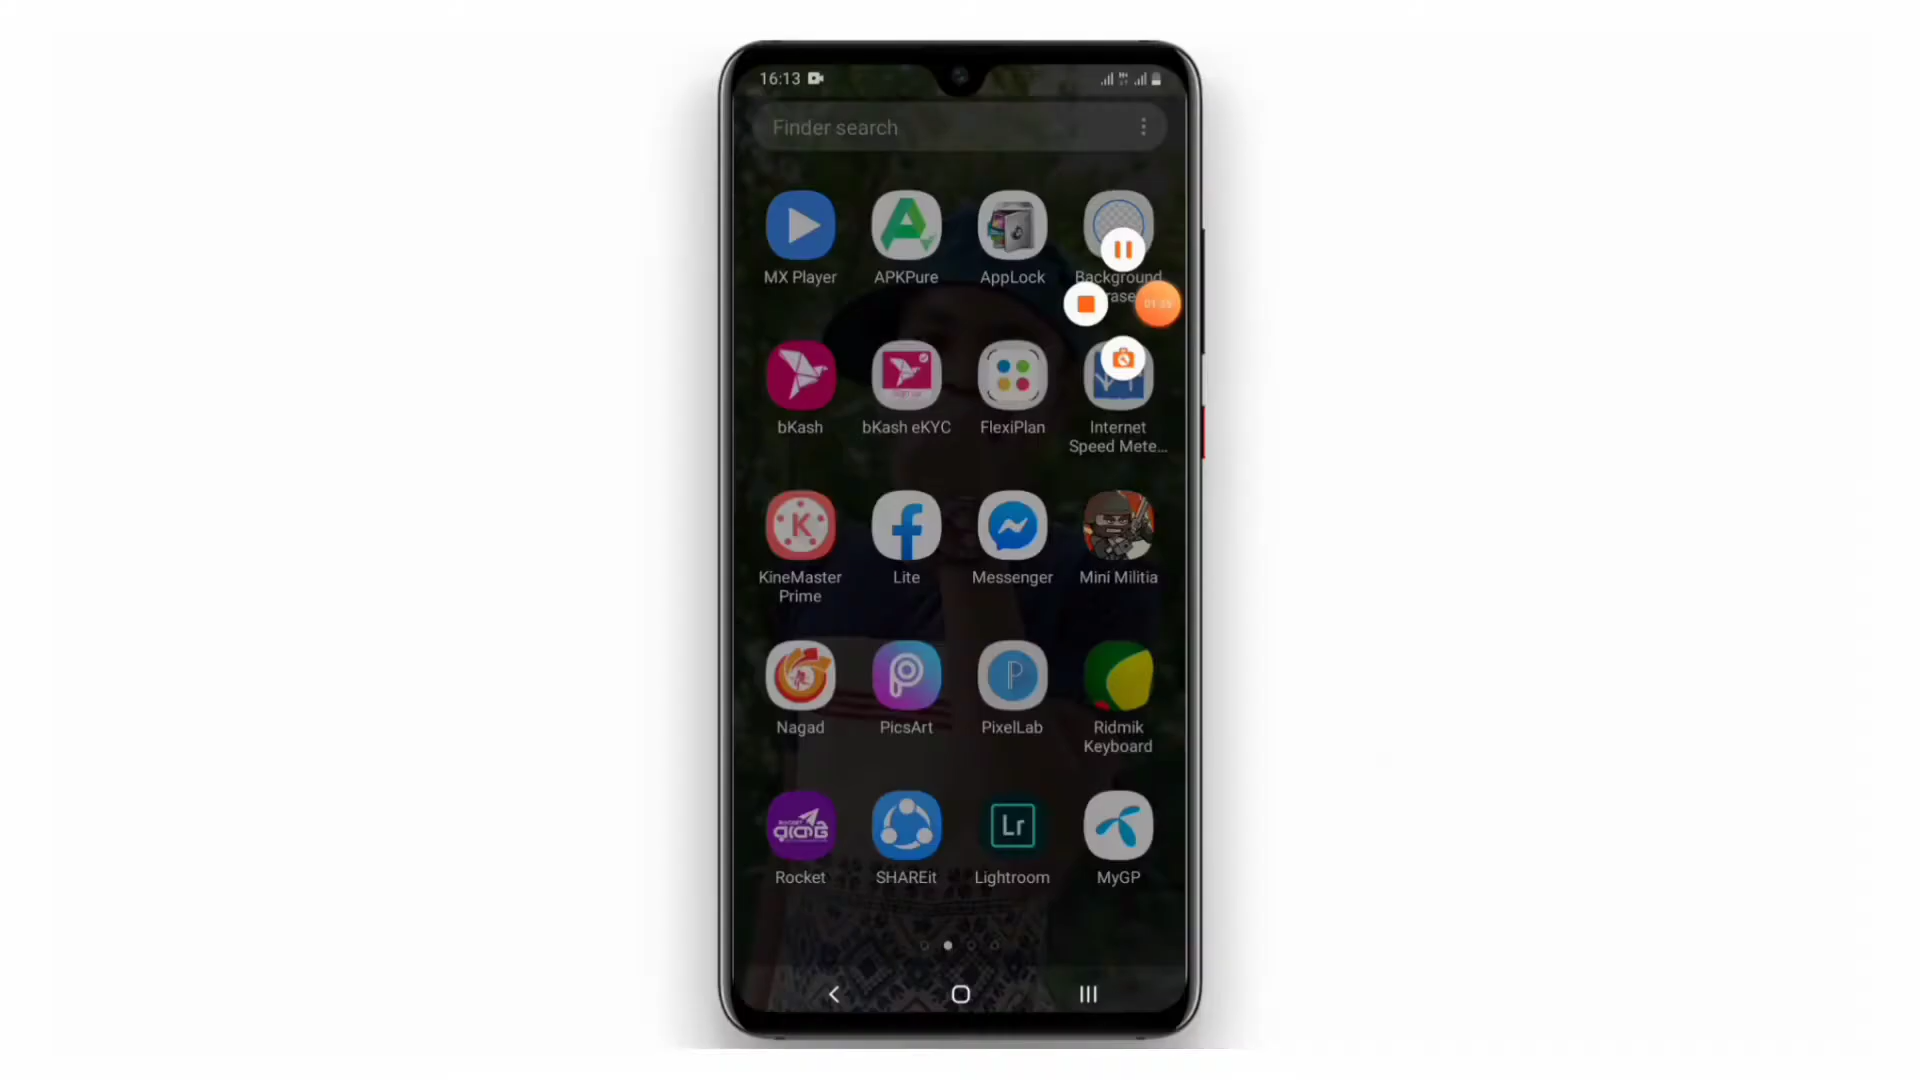 16:13
Finder search
MX Player
APKPure
AppLock
Background
bKash
bKash eKYC
FlexiPlan
Internet
Speed Mete...
KineMaster
Prime
Lite
Messenger
Mini Militia
Nagad
PicsArt
PixelLab
Ridmik
Keyboard
Lr
Rocket
SHAREit
Lightroom
MyGP